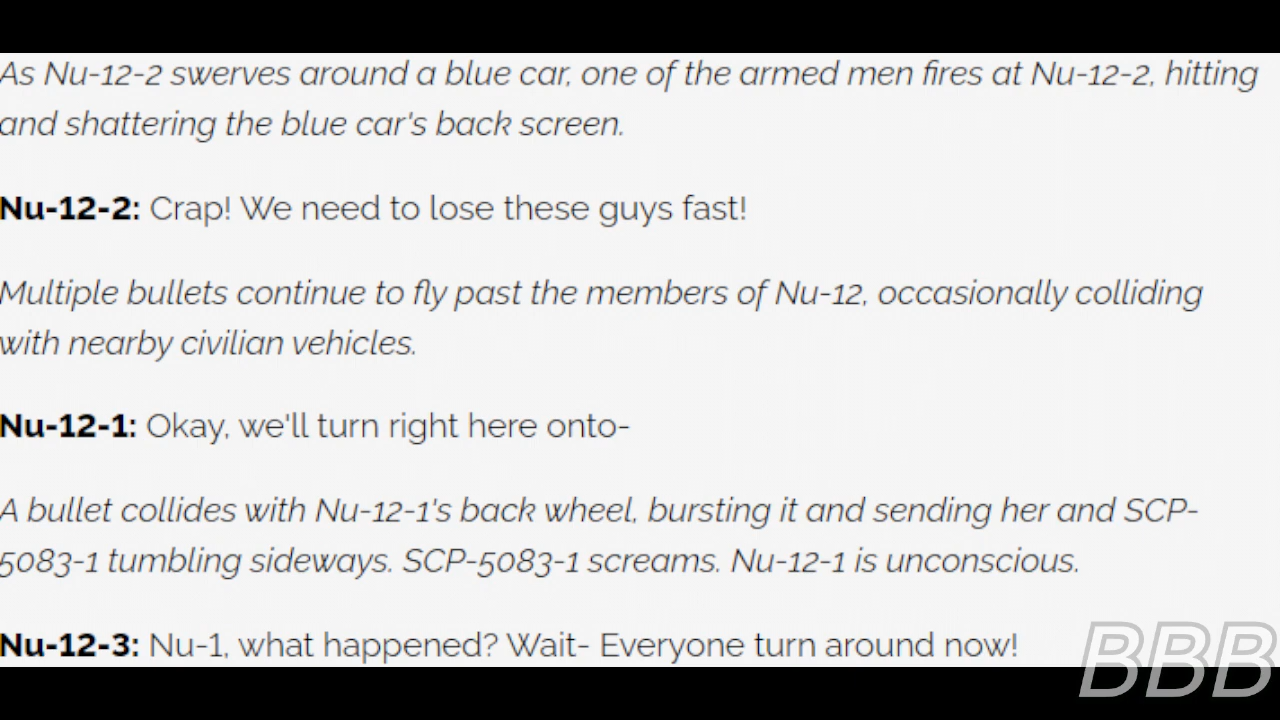 As Nu-12-2 swerves around a blue car, one of the armed men fires at Nu-12-2, hitting
and shattering the blue car's back screen.
Nu-12-2: Crap! We need to lose these guys fast!
Multiple bullets continue to fly past the members of Nu-12, occasionally colliding
with nearby civilian vehicles.
Nu-12-1: Okay, we'll turn right here onto-
A bullet collides with Nu-12-1's back wheel, bursting it and sending her and SCP-
5083-1 tumbling sideways. SCP-5083-1 screams. Nu-12-1 is unconscious.
Nu-12-3: Nu-1, what happened? Wait- Everyone turn around now!
BBB